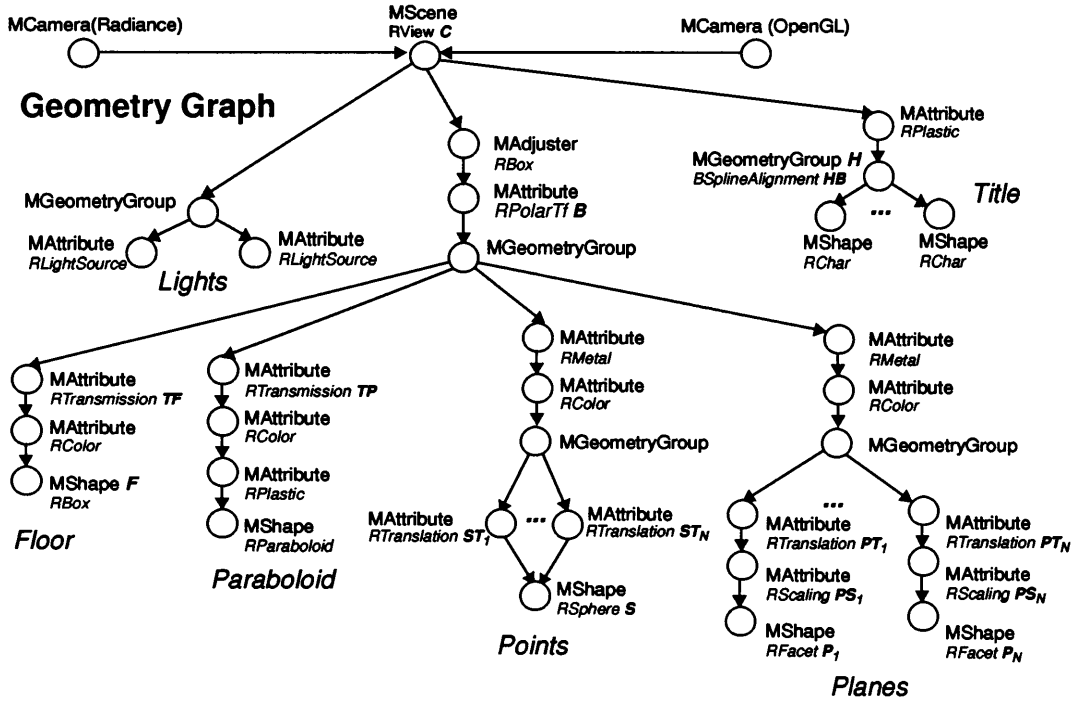 MCamera(Radiance)
MScene
RView C
MCamera (OpenGL)
Geometry Graph
MAttribute
RPlastic
MAdjuster
RBox
MGeometryGroup H
BSplineAlignment HB
Title
MGeometryGroup
MAttribute
RPolarTf B
...
MAttribute
RLightSource
MAttribute
RLightSource
MGeometryGroup
MShape
RChar
MShape
RChar
Lights
MAttribute
RTransmission TF
MAttribute
RColor
MShape F
RBox
Floor
MAttribute
RTransmission TP
MAttribute
RColor
MAttribute
RPlastic
MShape
RParaboloid
Paraboloid
MAttribute
RMetal
MAttribute
RColor
MGeometryGroup
MAttribute
RTranslation ST1
...
MAttribute
RTranslation STN
MShape
RSphere S
Points
MAttribute
RMetal
MAttribute
RColor
MGeometryGroup
...
MAttribute
RTranslation PT1
MAttribute
RScaling PS1
MShape
RFacet P1
MAttribute
RTranslation PTN
MAttribute
RScaling PSN
MShape
RFacet PN
Planes